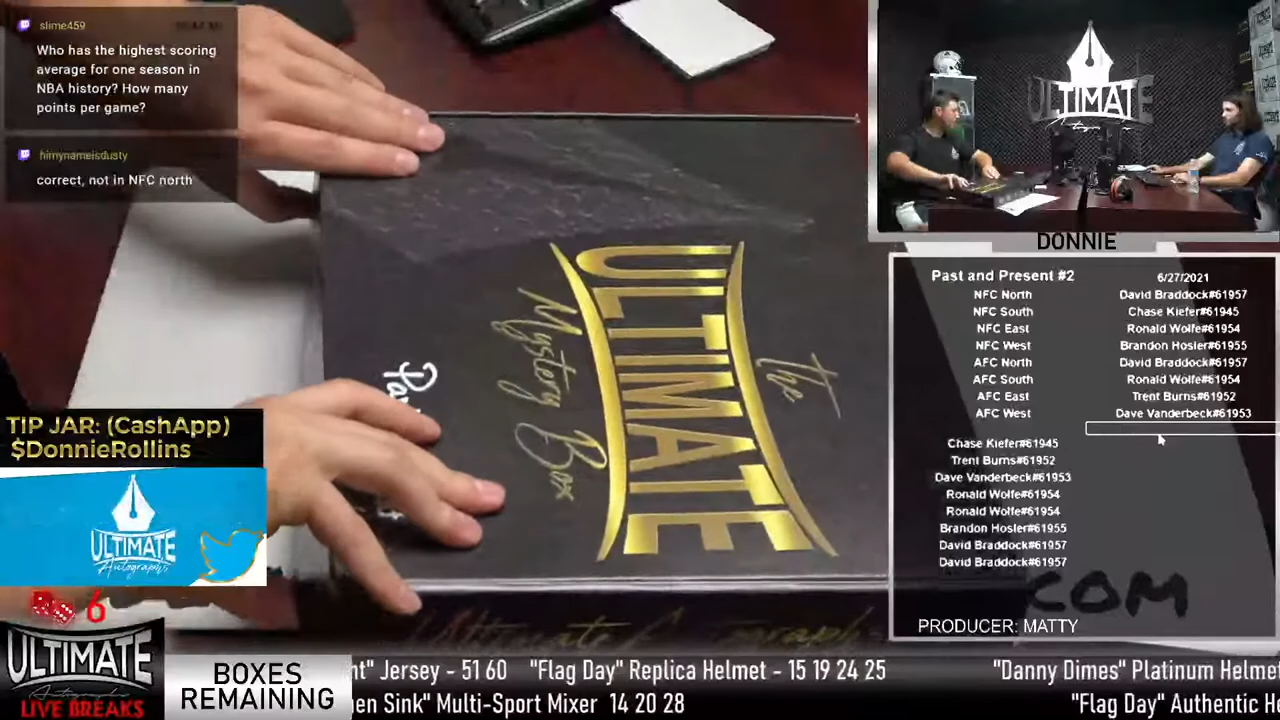 slime459
Who has the highest scoring
average for one season in
NBA history? How many
points per game?
himynameisdusty
correct, not in NFC north
ULTIMATE
DONNIE
the
ULTIMATE
Mystery Box
Past and Present #2 6/27/2021
NFC North David Braddock#61957
NFC South Chase Kiefer#61945
NFC East Ronald Wolfe#61954
NFC West Brandon Hosler#61955
AFC North David Braddock#61957
AFC South Ronald Wolfe#61954
AFC East Trent Burns#61952
AFC West Dave Vanderbeck#61953
Chase Kiefer#61945
Trent Burns#61952
Dave Vanderbeck#61953
Ronald Wolfe#61954
Ronald Wolfe#61954
Brandon Hosler#61955
David Braddock#61957
David Braddock#61957
COM
PRODUCER: MATTY
TIP JAR: (CashApp)
$DonnieRollins
ULTIMATE
Autographs
6
ULTIMATE
LIVE BREAKS
BOXES
REMAINING
nt" Jersey - 51 60 "Flag Day" Replica Helmet - 15 19 24 25 "Danny Dimes" Platinum Helmet
en Sink" Multi-Sport Mixer 14 20 28 "Flag Day" Authentic He